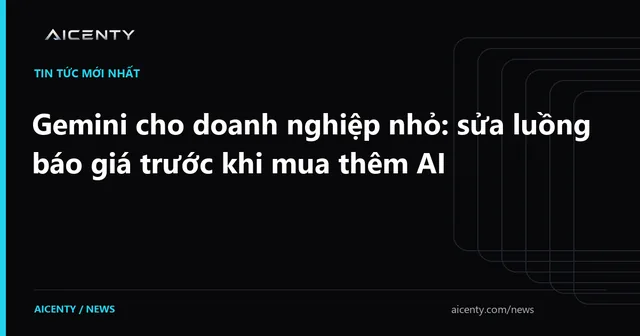 AICENTY
TIN TỨC MỚI NHẤT
Gemini cho doanh nghiệp nhỏ: sửa luồng
báo giá trước khi mua thêm AI
AICENTY / NEWS
aicenty.com/news